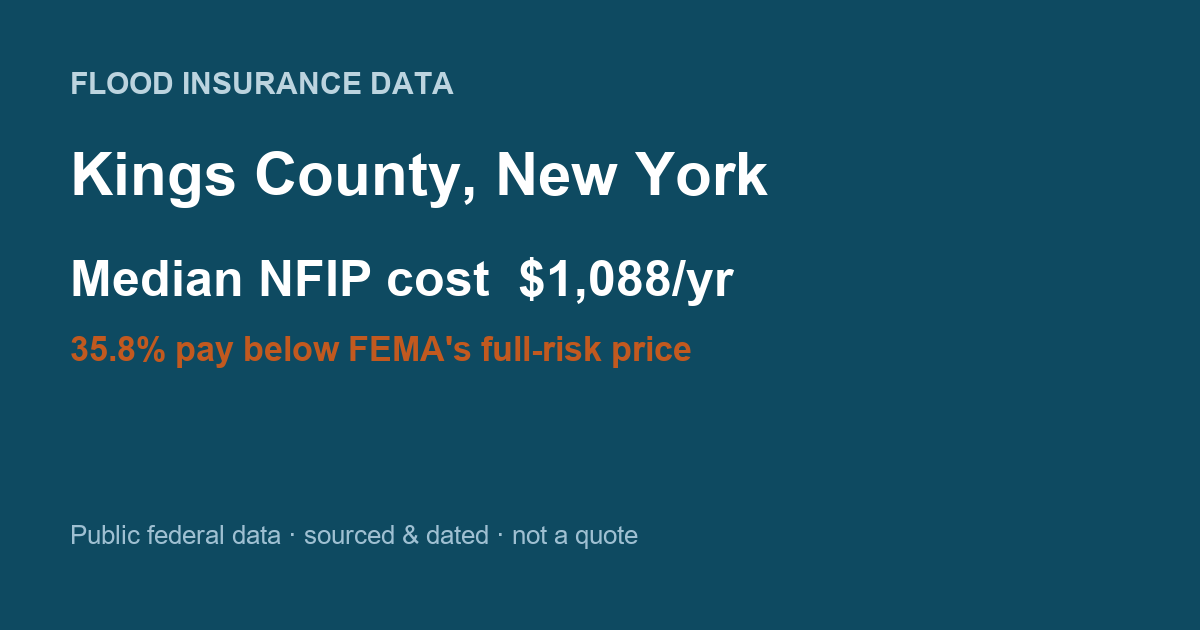 FLOOD INSURANCE DATA
Kings County, New York
Median NFIP cost  $1,088/yr
35.8% pay below FEMA's full-risk price
Public federal data · sourced & dated · not a quote